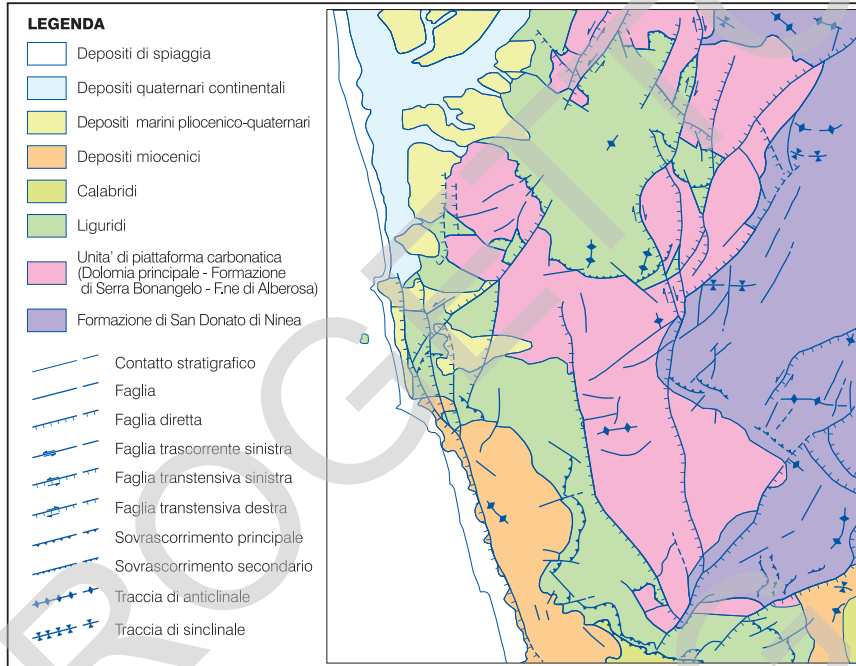 LEGENDA
Depositi di spiaggia
Depositi quaternari continentali
Depositi marini pliocenico-quaternari
Depositi miocenici
Calabridi
Liguridi
Unita' di piattaforma carbonatica
(Dolomia principale - Formazione
di Serra Bonangelo - F.ne di Alberosa)
Formazione di San Donato di Ninea
Contatto stratigrafico
Faglia
Faglia diretta
Faglia trascorrente sinistra
Faglia transtensiva sinistra
Faglia transtensiva destra
Sovrascorrimento principale
Sovrascorrimento secondario
Traccia di anticlinale
Traccia di sinclinale